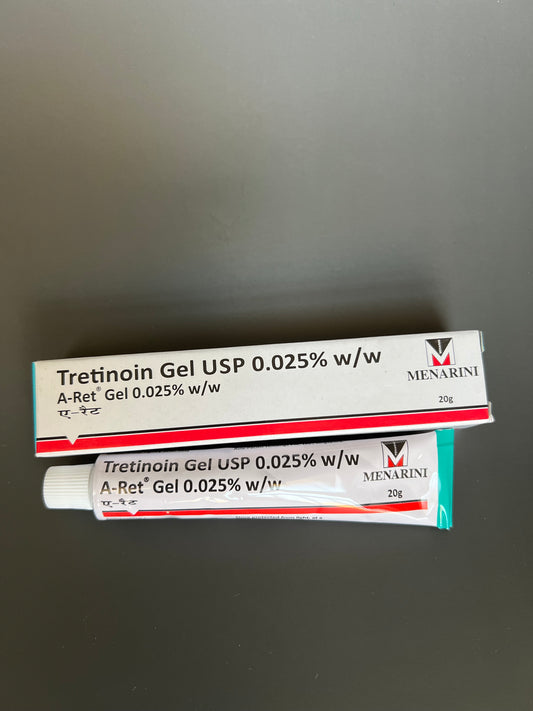 Tretinoin Gel USP 0.025% w/w
A-Ret® Gel 0.025% w/w
ए-रैट
MENARINI
20g
Tretinoin Gel USP 0.025% w/w
A-Ret® Gel 0.025% w/w
ए-रैट
MENARINI
20g